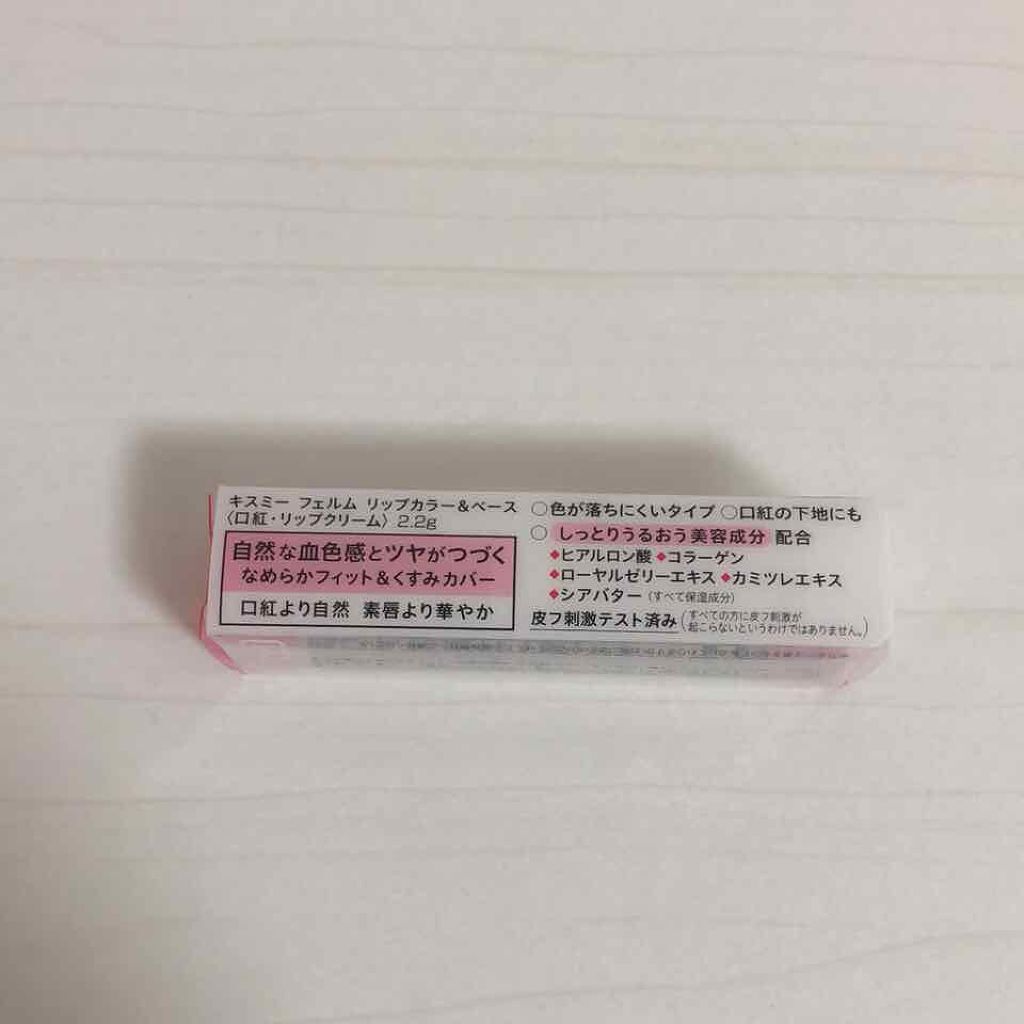 キスミー フェルム リップカラー＆ベース
〈口紅・リップクリーム〉 2.2g
自然な血色感とツヤがつづく
なめらかフィット＆くすみカバー
口紅より自然 素唇より華やか
○色が落ちにくいタイプ ○口紅の下地にも
○ しっとりうるおう美容成分 配合
◆ヒアルロン酸 ◆コラーゲン
◆ローヤルゼリーエキス ◆カミツレエキス
◆シアバター（すべて保湿成分）
皮フ刺激テスト済み（すべての方に皮フ刺激が
起こらないというわけではありません。）